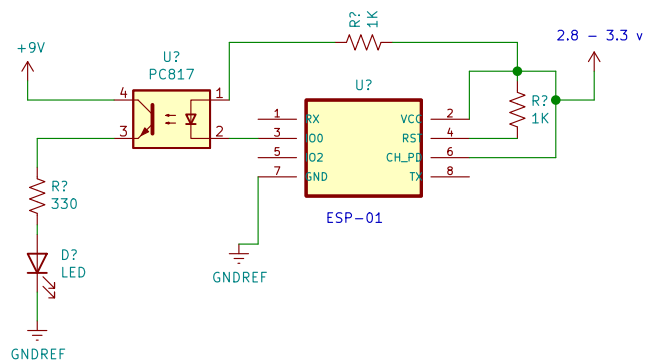 R?
1K
2.8 - 3.3 v
+9V
U?
PC817
4
1
3
2
U?
1
RX
VCC
2
3
IO0
RST
4
5
IO2
CH_PD
6
7
GND
TX
8
R?
1K
ESP-01
R?
330
D?
LED
GNDREF
GNDREF